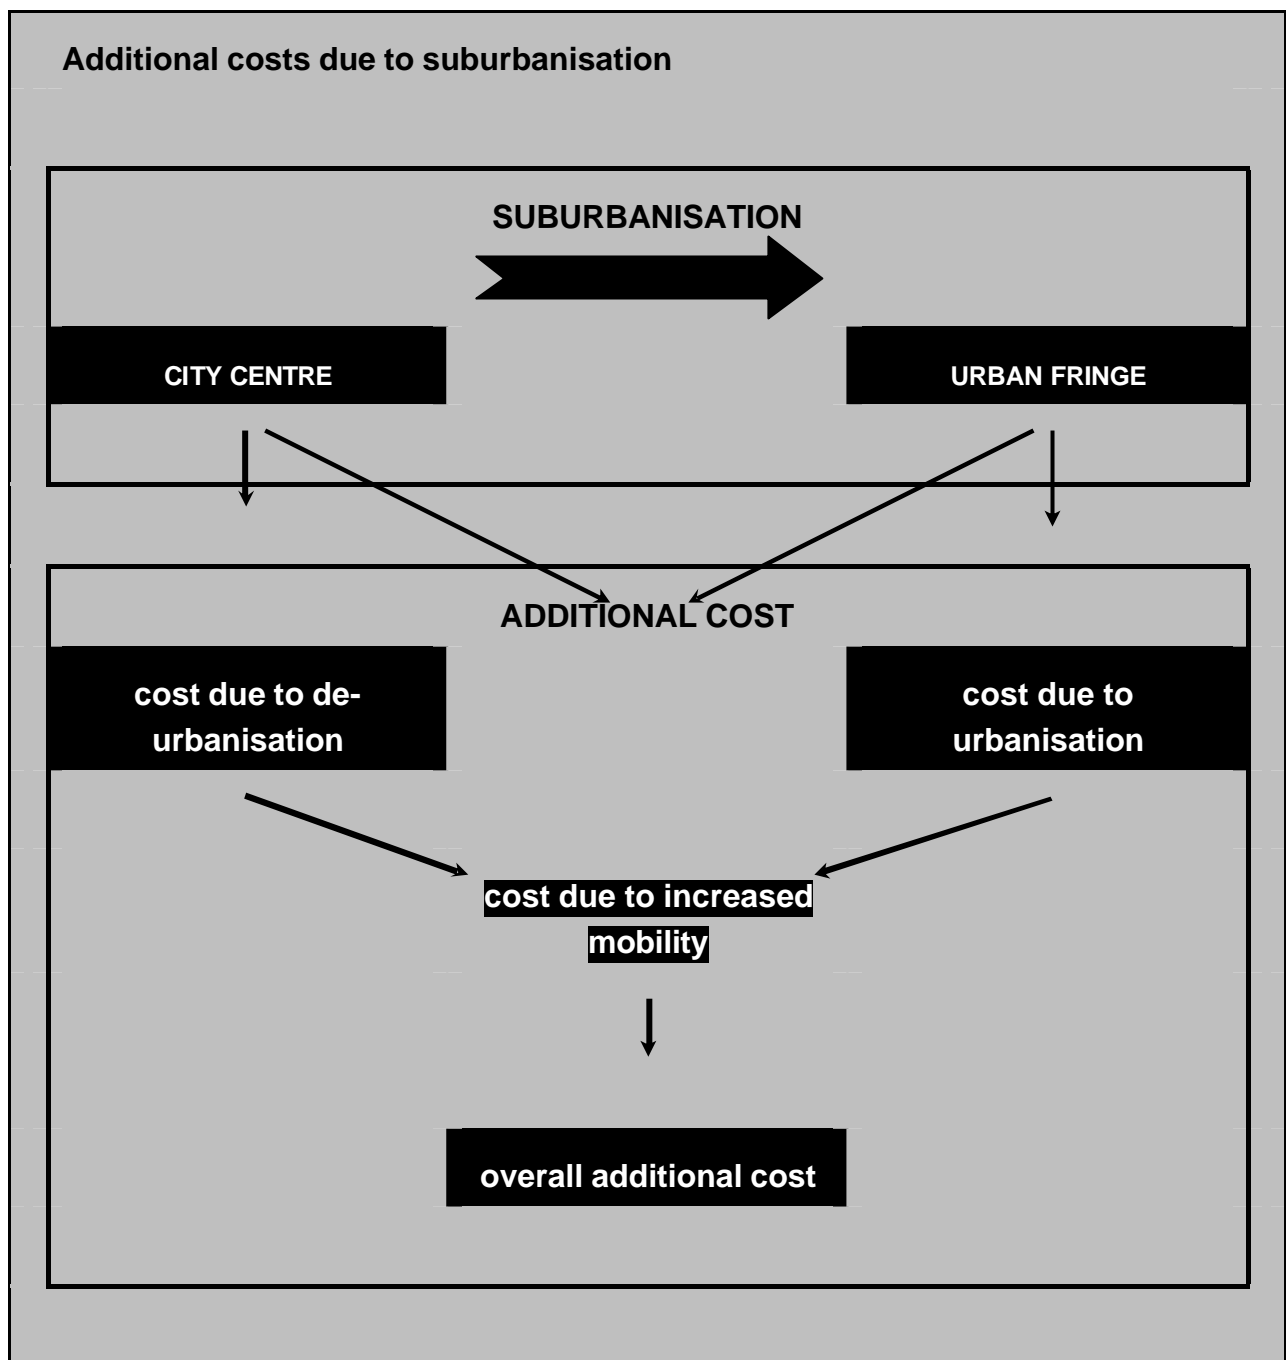 Additional costs due to suburbanisation
SUBURBANISATION
CITY CENTRE
URBAN FRINGE
ADDITIONAL COST
cost due to de-
urbanisation
cost due to
urbanisation
cost due to increased
mobility
overall additional cost